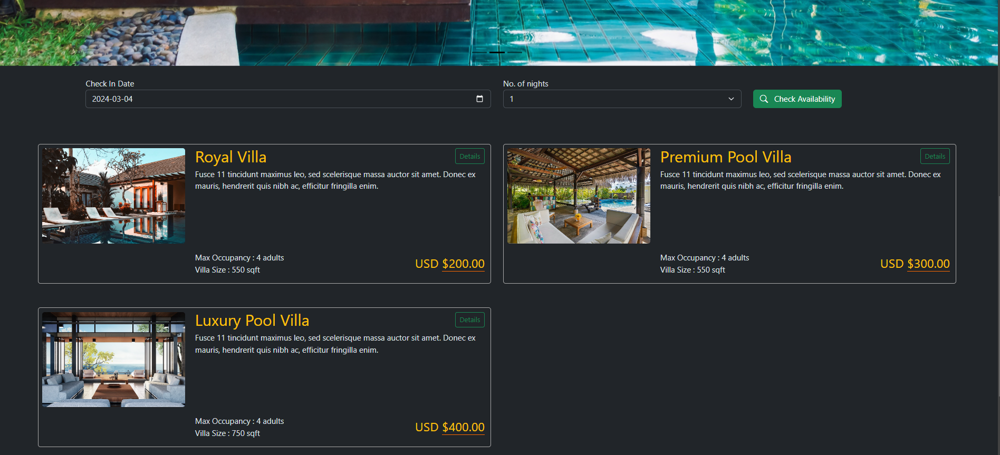 Check In Date
No. of nights
2024-03-04
1
Check Availability
Royal Villa
Details
Fusce 11 tincidunt maximus leo, sed scelerisque massa auctor sit amet. Donec ex
mauris, hendrerit quis nibh ac, efficitur fringilla enim.
Max Occupancy : 4 adults
Villa Size : 550 sqft
USD $200.00
Premium Pool Villa
Details
Fusce 11 tincidunt maximus leo, sed scelerisque massa auctor sit amet. Donec ex
mauris, hendrerit quis nibh ac, efficitur fringilla enim.
Max Occupancy : 4 adults
Villa Size : 550 sqft
USD $300.00
Luxury Pool Villa
Details
Fusce 11 tincidunt maximus leo, sed scelerisque massa auctor sit amet. Donec ex
mauris, hendrerit quis nibh ac, efficitur fringilla enim.
Max Occupancy : 4 adults
Villa Size : 750 sqft
USD $400.00